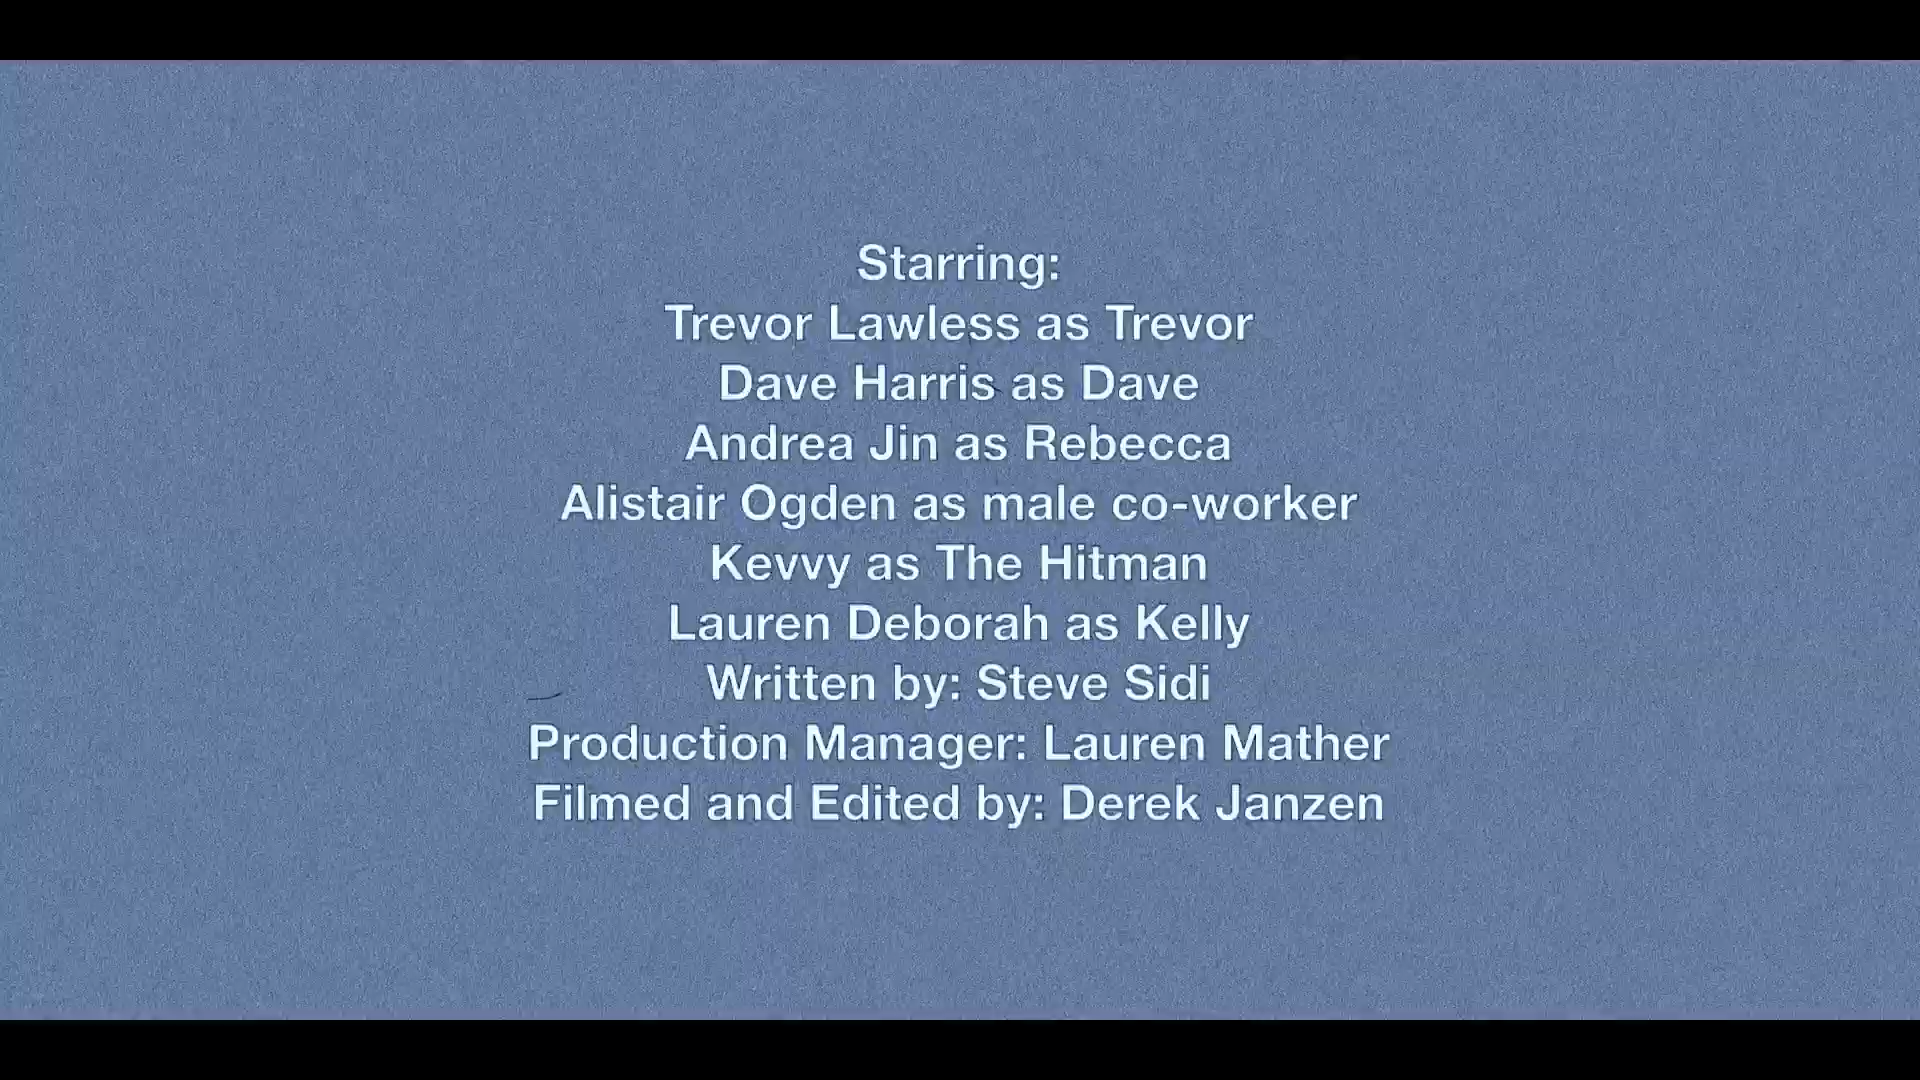 Starring:
Trevor Lawless as Trevor
Dave Harris as Dave
Andrea Jin as Rebecca
Alistair Ogden as male co-worker
Kevvy as The Hitman
Lauren Deborah as Kelly
Written by: Steve Sidi
Production Manager: Lauren Mather
Filmed and Edited by: Derek Janzen